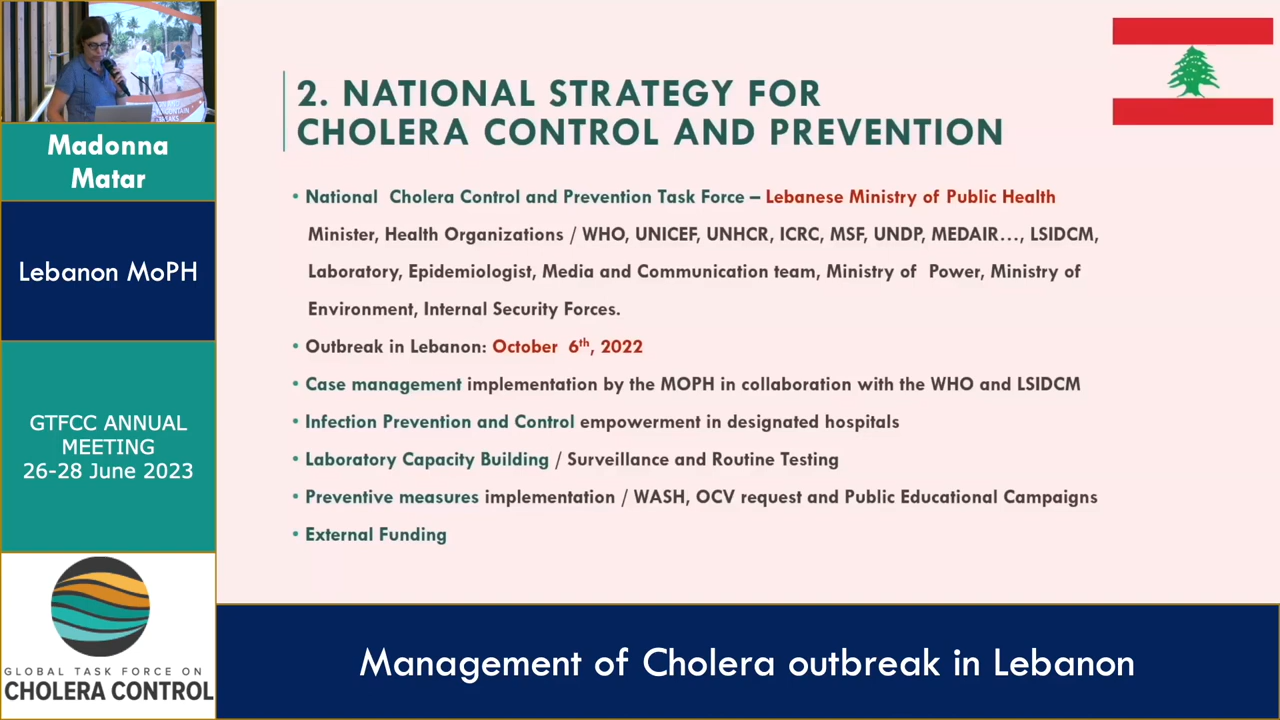 Madonna
Matar
Lebanon MoPH
GTFCC ANNUAL
MEETING
26-28 June 2023
GLOBAL TASK FORCE ON
CHOLERA CONTROL
2. NATIONAL STRATEGY FOR
CHOLERA CONTROL AND PREVENTION
• National Cholera Control and Prevention Task Force – Lebanese Ministry of Public Health
Minister, Health Organizations / WHO, UNICEF, UNHCR, ICRC, MSF, UNDP, MEDAIR..., LSIDCM,
Laboratory, Epidemiologist, Media and Communication team, Ministry of Power, Ministry of
Environment, Internal Security Forces.
• Outbreak in Lebanon: October 6th, 2022
• Case management implementation by the MOPH in collaboration with the WHO and LSIDCM
• Infection Prevention and Control empowerment in designated hospitals
• Laboratory Capacity Building / Surveillance and Routine Testing
• Preventive measures implementation / WASH, OCV request and Public Educational Campaigns
• External Funding
Management of Cholera outbreak in Lebanon